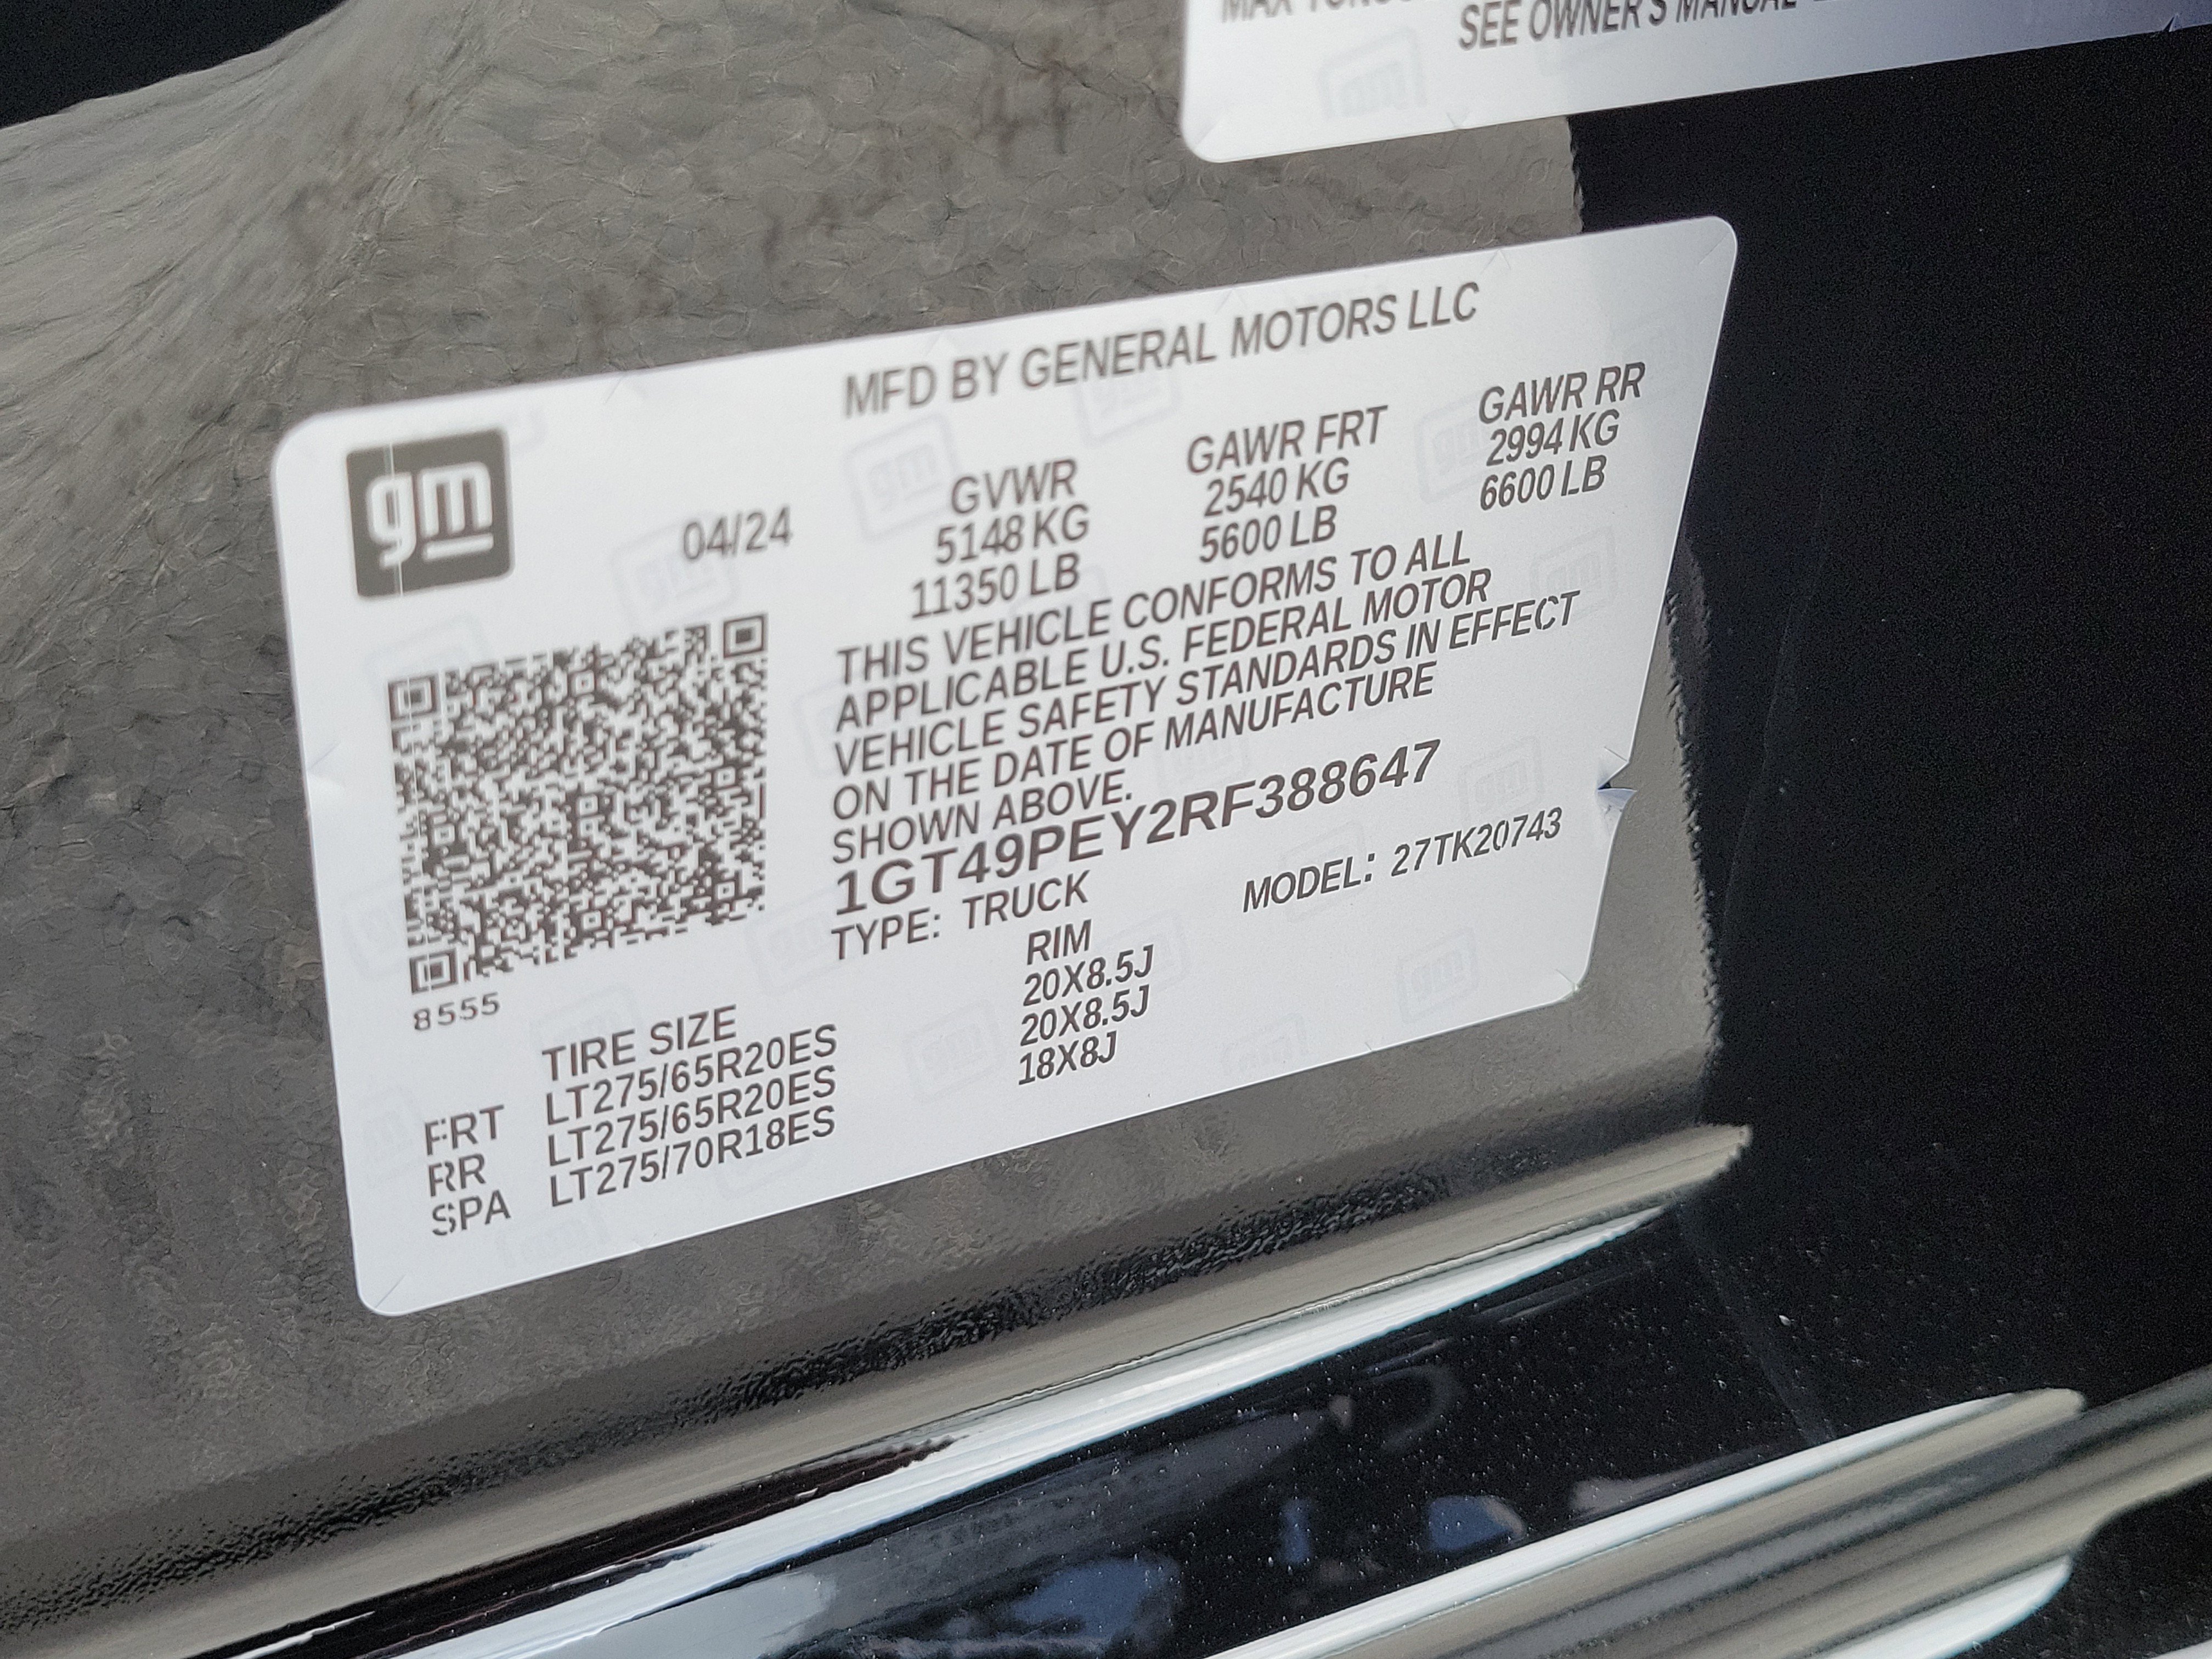 SEE OWNER'S MANUAL
MFD BY GENERAL MOTORS LLC
gm
04/24
GVWR GAWR FRT GAWR RR
5148 KG 2540 KG 2994 KG
11350 LB 5600 LB 6600 LB
THIS VEHICLE CONFORMS TO ALL
APPLICABLE U.S. FEDERAL MOTOR
VEHICLE SAFETY STANDARDS IN EFFECT
ON THE DATE OF MANUFACTURE
SHOWN ABOVE.
1GT49PEY2RF388647
TYPE: TRUCK MODEL: 27TK20743
8555
TIRE SIZE RIM
FRT LT275/65R20ES 20X8.5J
RR LT275/65R20ES 20X8.5J
SPA LT275/70R18ES 18X8J